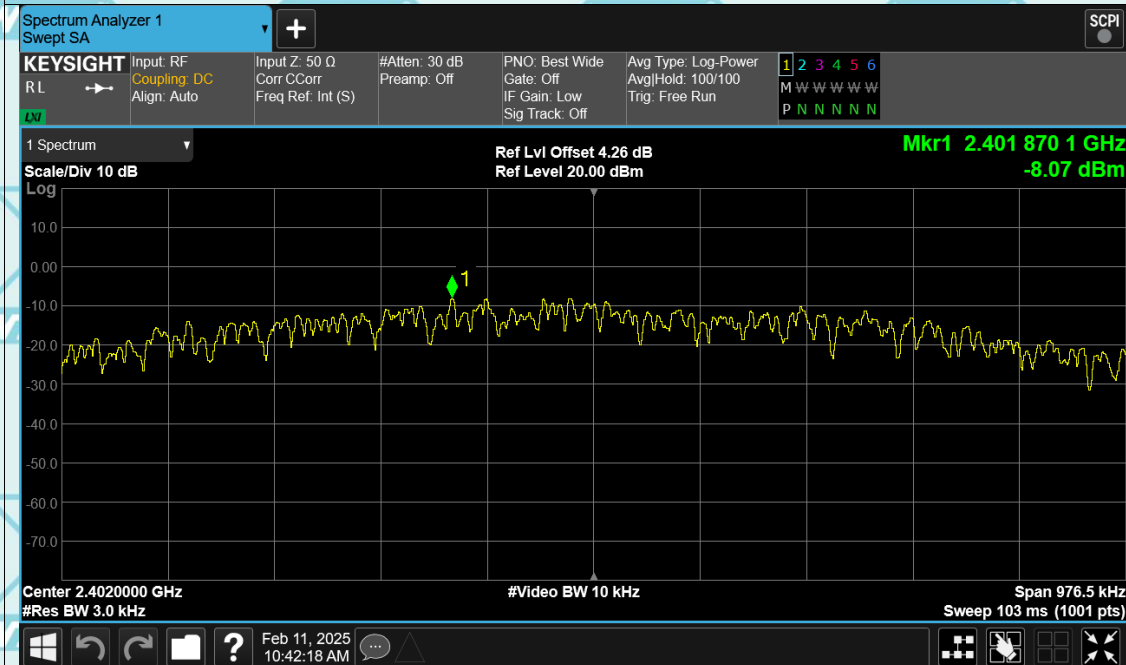 Spectrum Analyzer 1
Swept SA
+
SCPI
KEYSIGHT
RL
LXI
Input: RF
Coupling: DC
Align: Auto
Input Z: 50 Ω
Corr CCorr
Freq Ref: Int (S)
#Atten: 30 dB
Preamp: Off
PNO: Best Wide
Gate: Off
IF Gain: Low
Sig Track: Off
Avg Type: Log-Power
Avg|Hold: 100/100
Trig: Free Run
1 2 3 4 5 6
M W W W W W W
P N N N N N N
1 Spectrum
Scale/Div 10 dB
Log
Ref Lvl Offset 4.26 dB
Ref Level 20.00 dBm
Mkr1 2.401 870 1 GHz
-8.07 dBm
10.0
0.00
1
-10.0
-20.0
-30.0
-40.0
-50.0
-60.0
-70.0
Center 2.4020000 GHz
#Video BW 10 kHz
Span 976.5 kHz
#Res BW 3.0 kHz
Sweep 103 ms (1001 pts)
?
Feb 11, 2025
10:42:18 AM